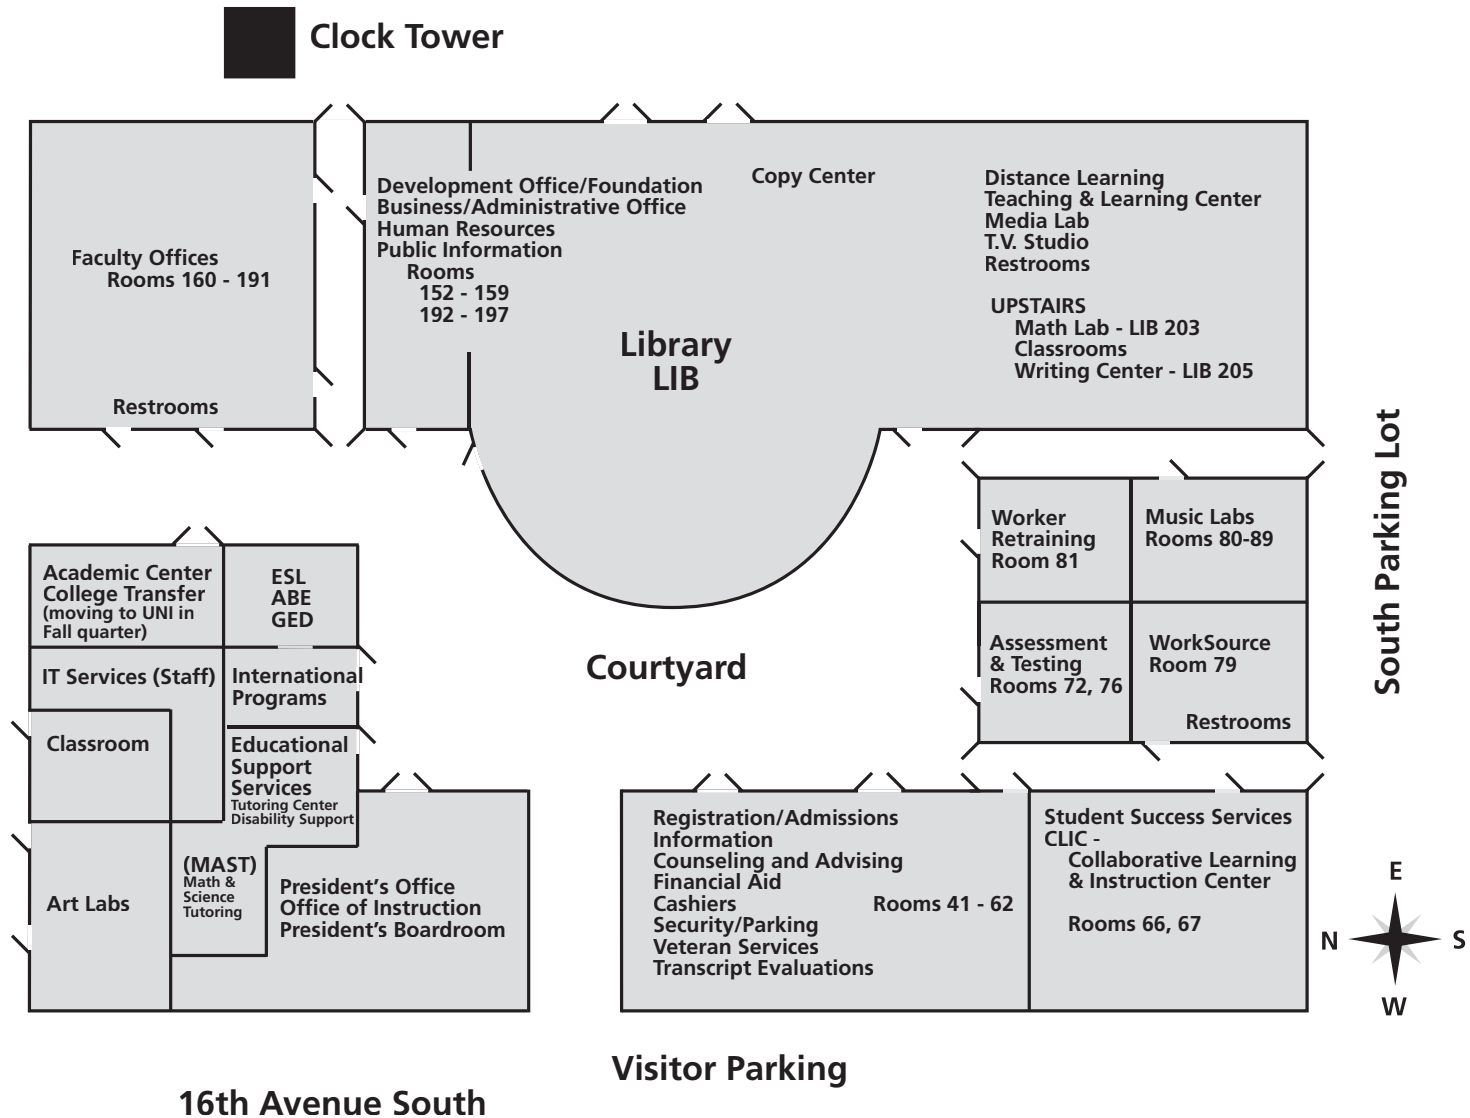 Clock Tower
Faculty Offices
Rooms 160 - 191
Restrooms
Development Office/Foundation
Business/Administrative Office
Human Resources
Public Information
Rooms
152 - 159
192 - 197
Copy Center
Library
LIB
Distance Learning
Teaching & Learning Center
Media Lab
T.V. Studio
Restrooms
UPSTAIRS
Math Lab - LIB 203
Classrooms
Writing Center - LIB 205
South Parking Lot
Worker
Retraining
Room 81
Music Labs
Rooms 80-89
Assessment
& Testing
Rooms 72, 76
WorkSource
Room 79
Restrooms
Courtyard
Academic Center
College Transfer
(moving to UNI in
Fall quarter)
ESL
ABE
GED
IT Services (Staff)
International
Programs
Classroom
Educational
Support
Services
Tutoring Center
Disability Support
Art Labs
(MAST)
Math &
Science
Tutoring
President's Office
Office of Instruction
President's Boardroom
Registration/Admissions
Information
Counseling and Advising
Financial Aid
Cashiers
Security/Parking
Veteran Services
Transcript Evaluations
Rooms 41 - 62
Student Success Services
CLIC -
Collaborative Learning
& Instruction Center
Rooms 66, 67
E
N
S
W
Visitor Parking
16th Avenue South